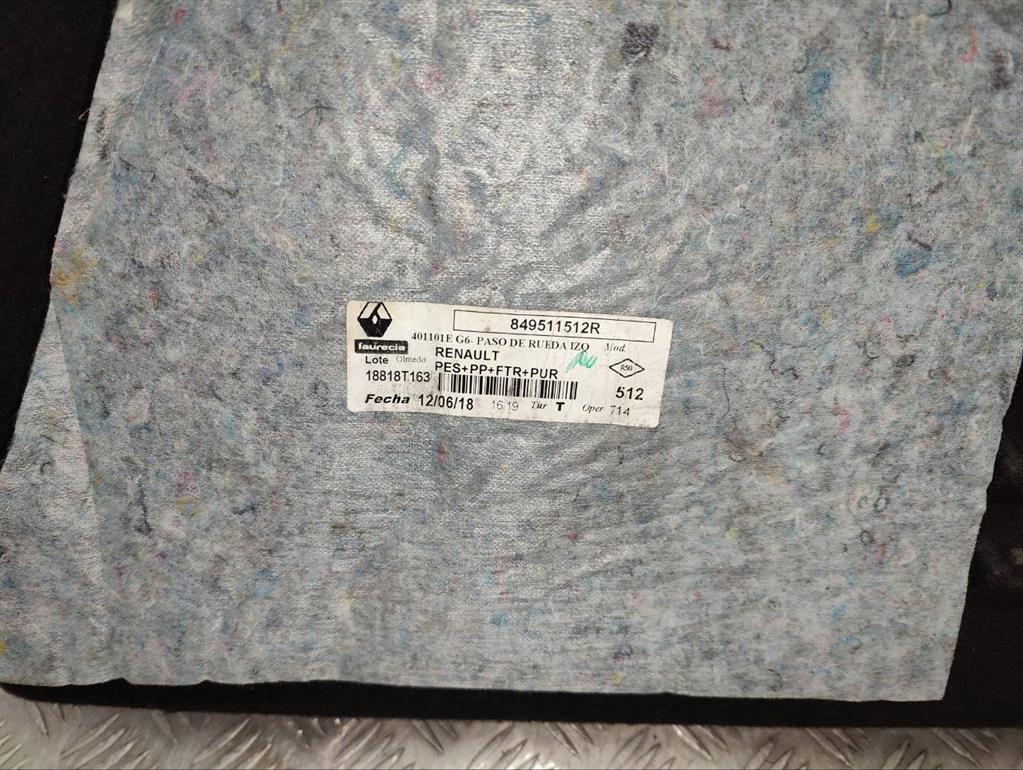 849511512R
401101E G6- PASO DE RUEDA IZQ Mod.
faurecia
RENAULT
Lote Olmedo
PES+PP+FTR+PUR
R50
18818T163
512
Fecha 12/06/18 16:19 Tur T Oper 714